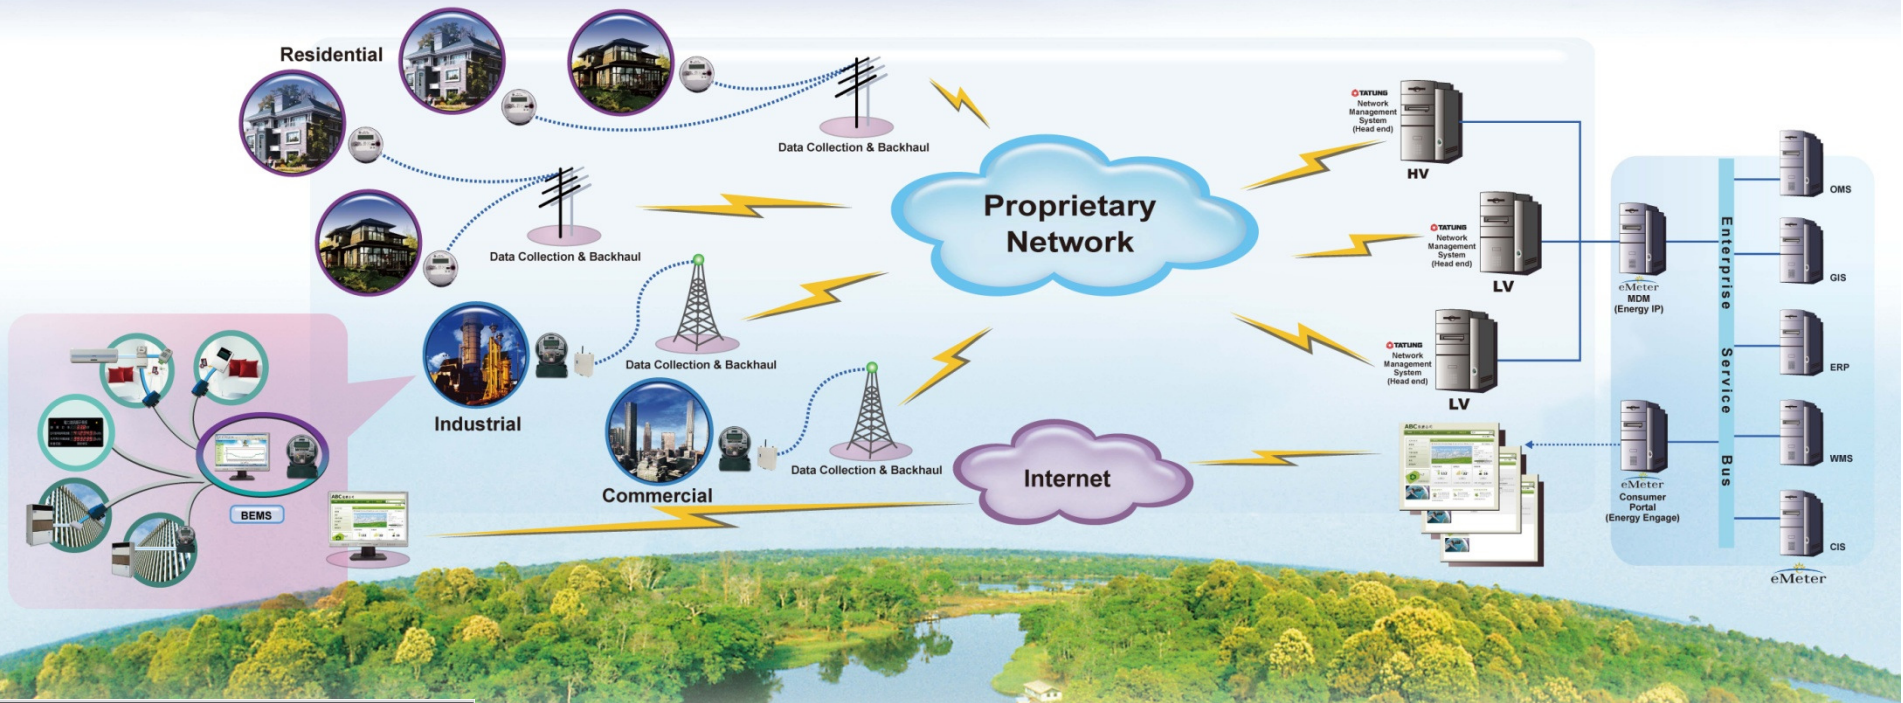 Residential
Data Collection & Backhaul
Data Collection & Backhaul
Proprietary
Network
TATUNG
Network
Management
System
(Head end)
HV
TATUNG
Network
Management
System
(Head end)
LV
TATUNG
Network
Management
System
(Head end)
LV
eMeter
MDM
(Energy IP)
Enterprise Service Bus
OMS
GIS
ERP
WMS
CIS
eMeter
Data Collection & Backhaul
Industrial
Data Collection & Backhaul
Commercial
Internet
BEMS
ABC
ABC
eMeter
Consumer
Portal
(Energy Engage)